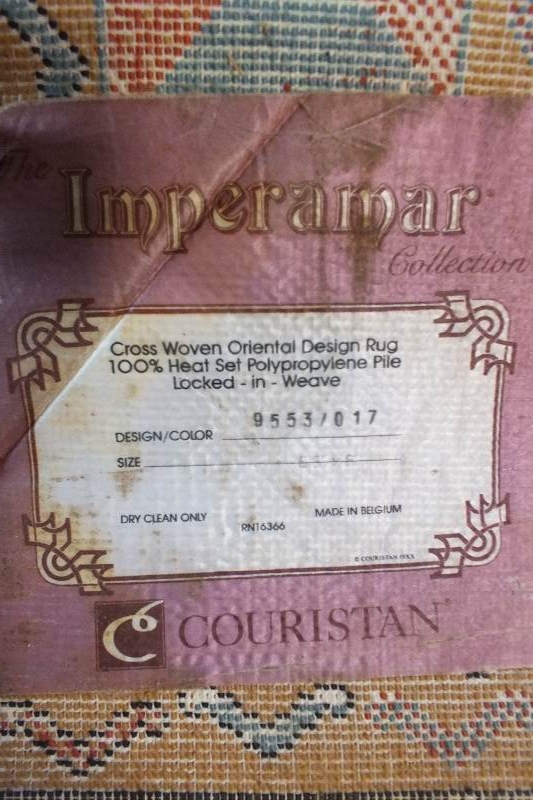 The
Imperamar
Collection
Cross Woven Oriental Design Rug
100% Heat Set Polypropylene Pile
Locked - in - Weave
DESIGN/COLOR 9553/017
SIZE
DRY CLEAN ONLY
MADE IN BELGIUM
RN16366
© COURISTAN
C
COURISTAN®